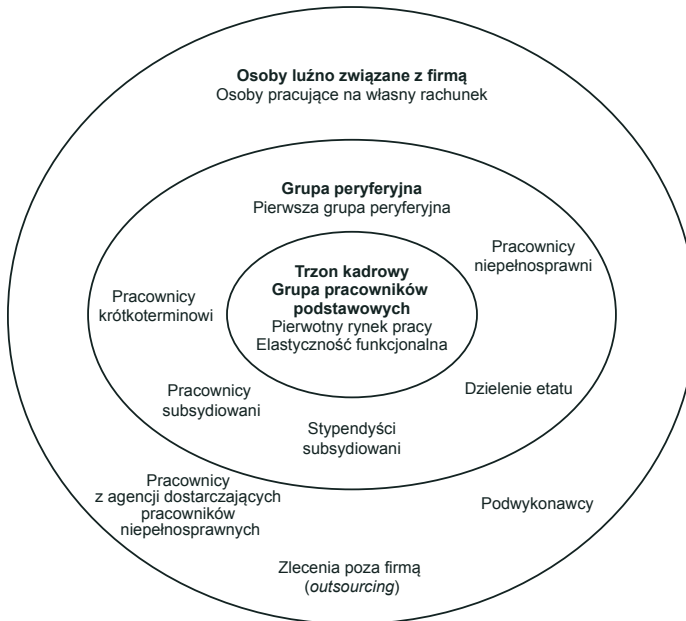 Osoby luźno związane z firmą
Osoby pracujące na własny rachunek
Grupa peryferyjna
Pierwsza grupa peryferyjna
Pracownicy
niepełnosprawni
Trzon kadrowy
Grupa pracowników
podstawowych
Pierwotny rynek pracy
Elastyczność funkcjonalna
Pracownicy
krótkoterminowi
Pracownicy
subsydiowani
Dzielenie etatu
Stypendyści
subsydiowani
Pracownicy
z agencji dostarczających
pracowników
niepełnosprawnych
Podwykonawcy
Zlecenia poza firmą
(outsourcing)